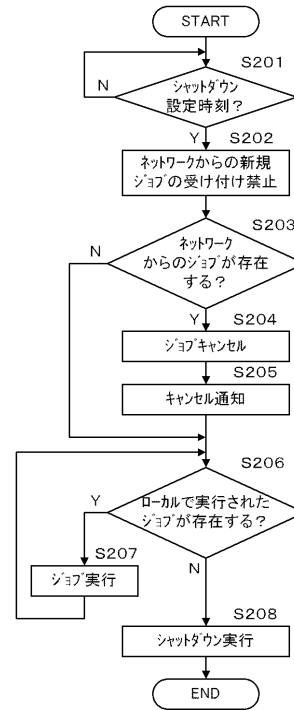 START
S201
N
シャットダウン
設定時刻？
Y
S202
ネットワークからの新規
ジョブの受け付け禁止
S203
N
ネットワーク
からのジョブが存在
する？
Y
S204
ジョブキャンセル
S205
キャンセル通知
S206
Y
ローカルで実行された
ジョブが存在する？
S207
N
ジョブ実行
S208
シャットダウン実行
END